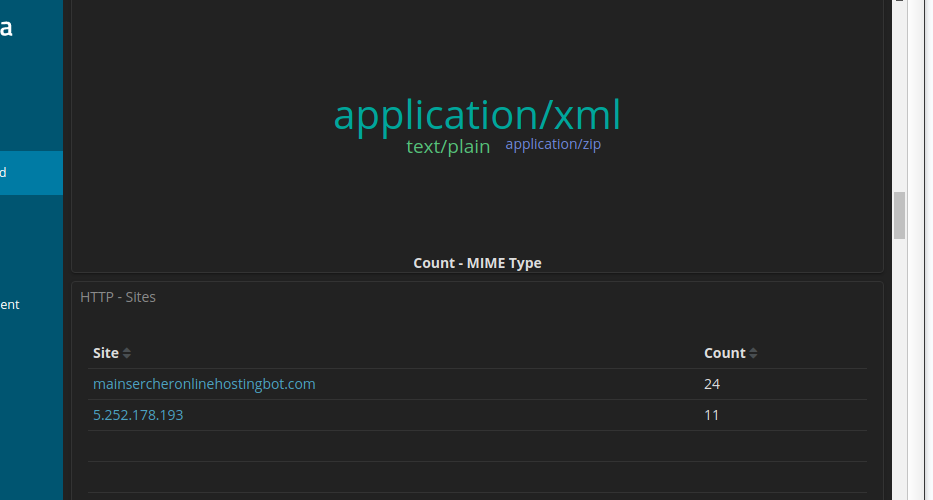 a
application/xml
text/plain application/zip
d
Count - MIME Type
HTTP - Sites
ent
Site Count
mainsercheronlinehostingbot.com 24
5.252.178.193 11